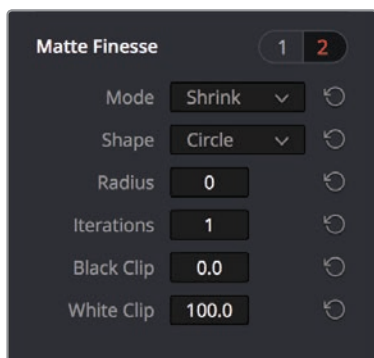 Matte Finesse 1 2
Mode Shrink
Shape Circle
Radius 0
Iterations 1
Black Clip 0.0
White Clip 100.0